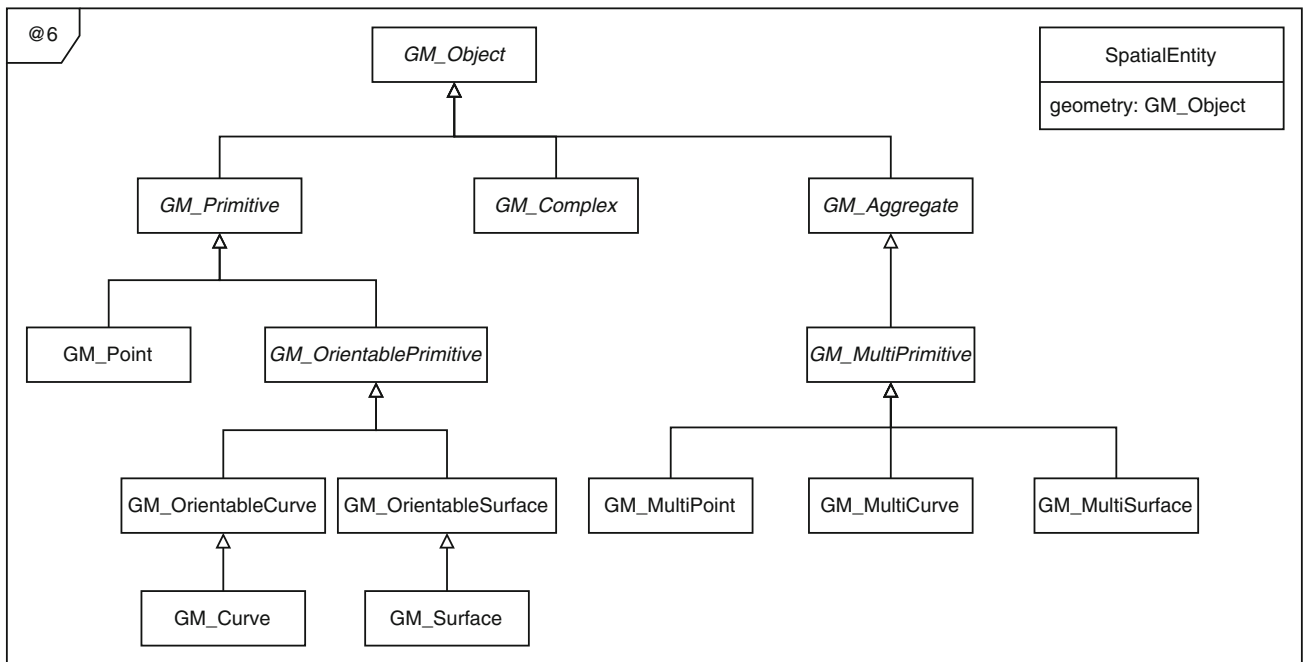 @6
GM_Object
SpatialEntity
geometry: GM_Object
GM_Primitive
GM_Complex
GM_Aggregate
GM_Point
GM_OrientablePrimitive
GM_MultiPrimitive
GM_OrientableCurve
GM_OrientableSurface
GM_MultiPoint
GM_MultiCurve
GM_MultiSurface
GM_Curve
GM_Surface